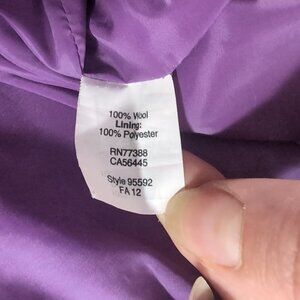 100% Wool
Lining:
100% Polyester
RN77388
CA56445
Style 95592
FA 12